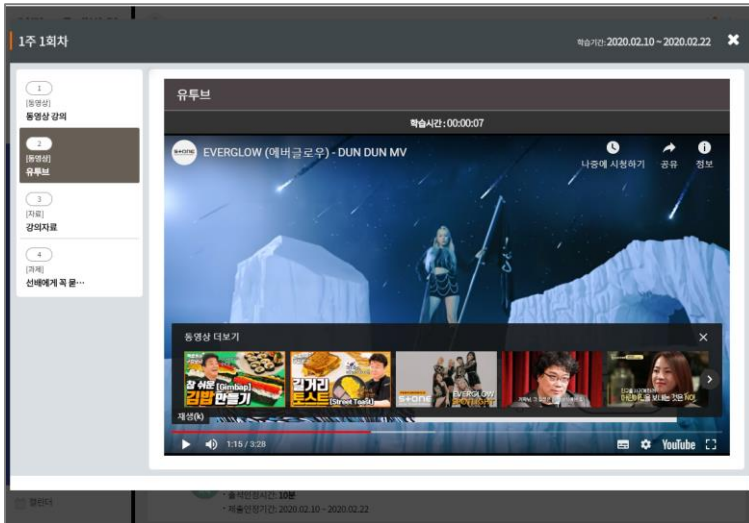 1주 1회차
학습기간: 2020.02.10 ~ 2020.02.22
1
[동영상]
동영상 강의
2
[동영상]
유투브
3
[자료]
강의자료
4
[과제]
선배에게 꼭 묻…
유투브
학습시간 : 00:00:07
EVERGLOW (에버글로우) - DUN DUN MV
나중에 시청하기
공유
정보
동영상 더보기
참 쉬운 [Gimbap]
김밥 만들기
길거리
토스트 [Street Toast]
STONE
EVERGLOW
재생(k)
1:15 / 3:28
YouTube
캘린더
· 출석인정시간: 10분
· 제출인정기간: 2020.02.10 ~ 2020.02.22